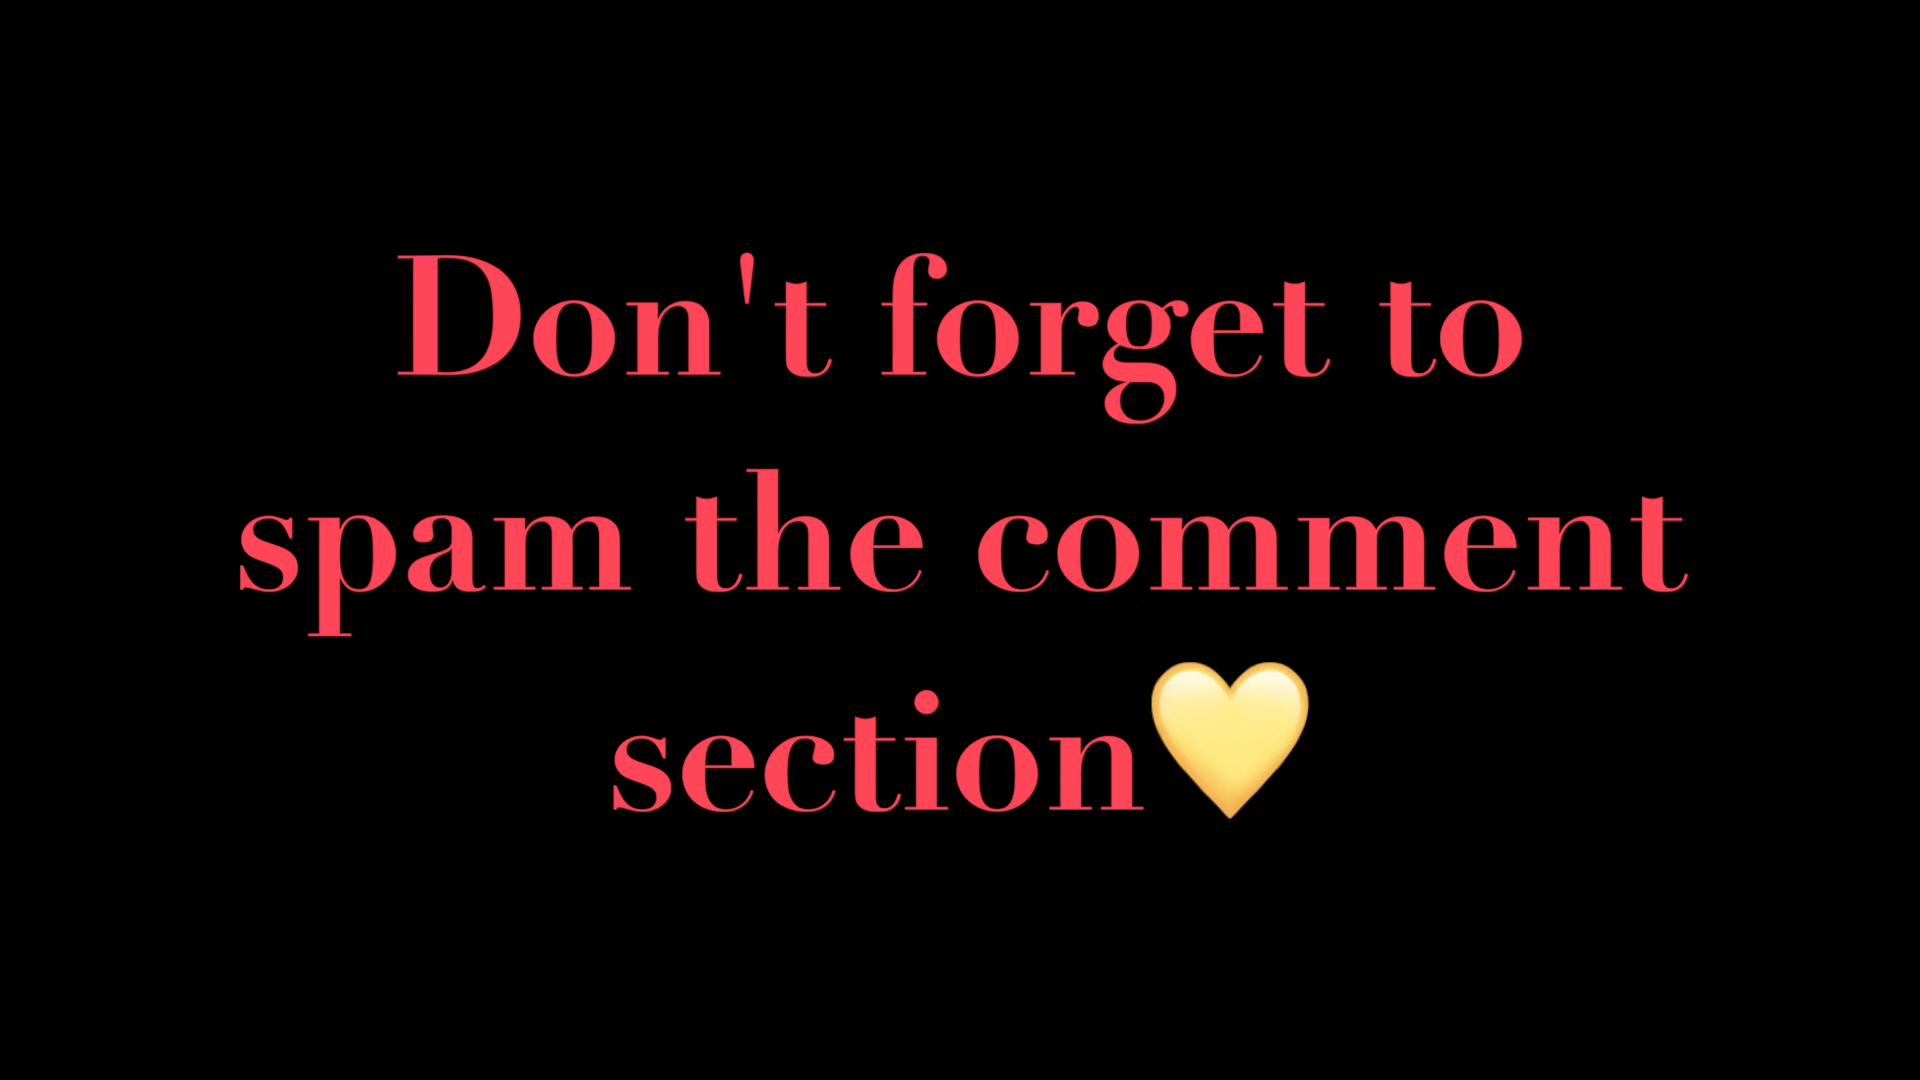 Don't forget to
spam the comment
section💛